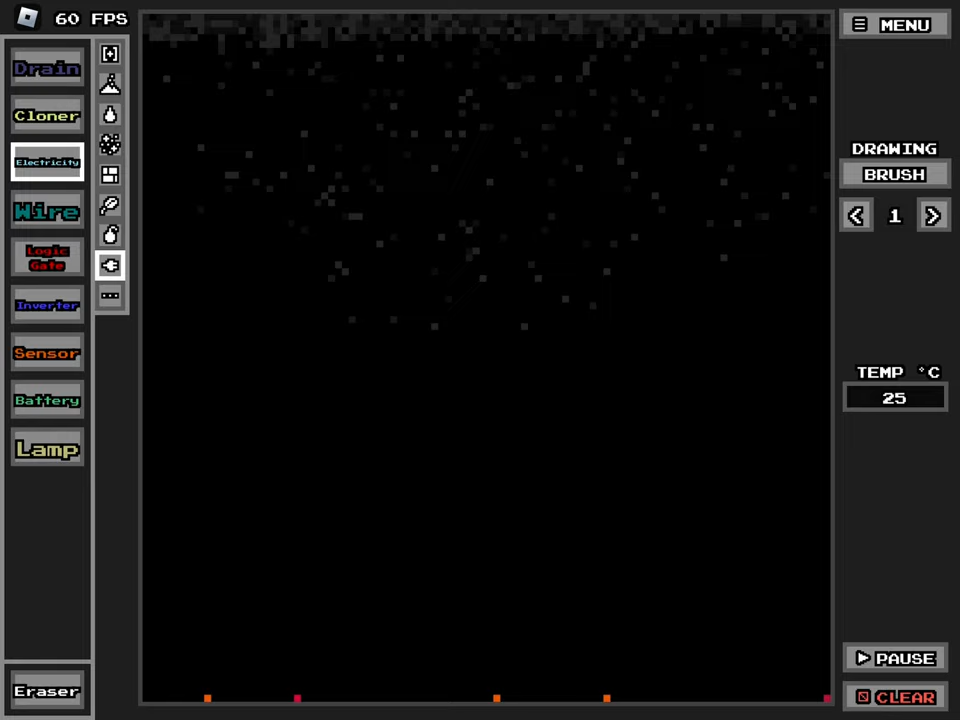 60 FPS
Drain
Cloner
Electricity
Wire
Logic
Gate
Inverter
Sensor
Battery
Lamp
Eraser
MENU
DRAWING
BRUSH
1
TEMP °C
25
PAUSE
CLEAR